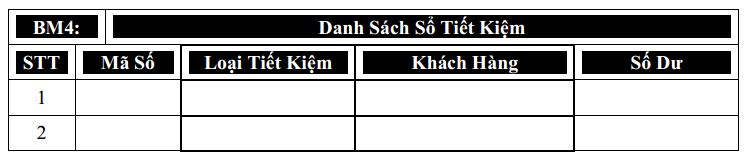 BM4: Danh Sách Sổ Tiết Kiệm
STT Mã Số Loại Tiết Kiệm Khách Hàng Số Dư
1
2